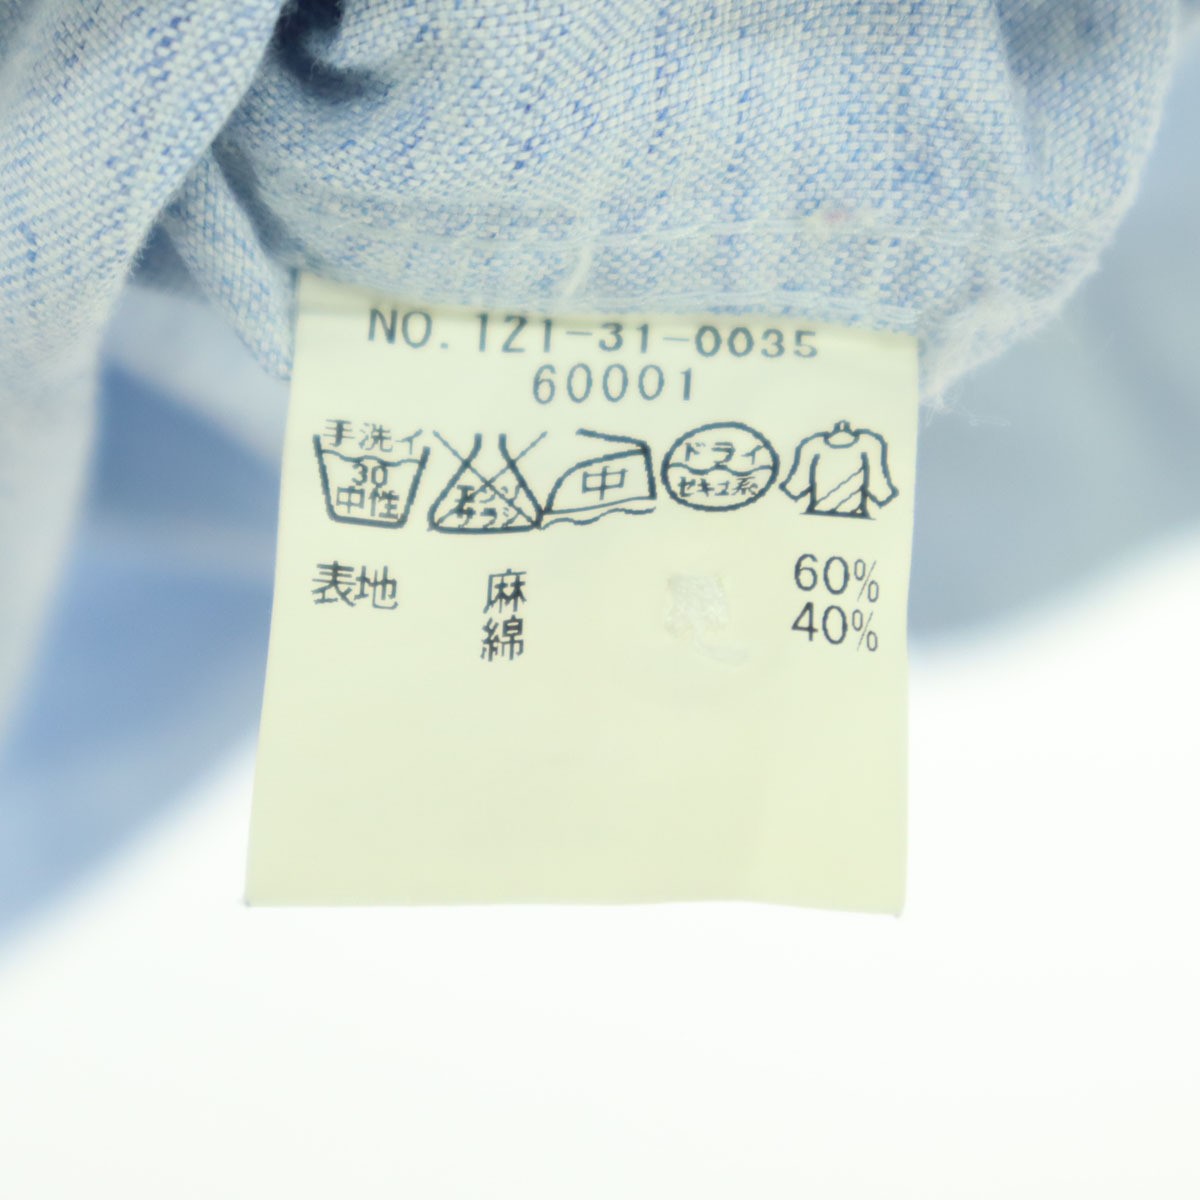 NO. 121-31-0035
60001
手洗イ
30
中性
エンソ
サラシ
中
ドライ
セキユ系
表地 麻 60%
綿 40%